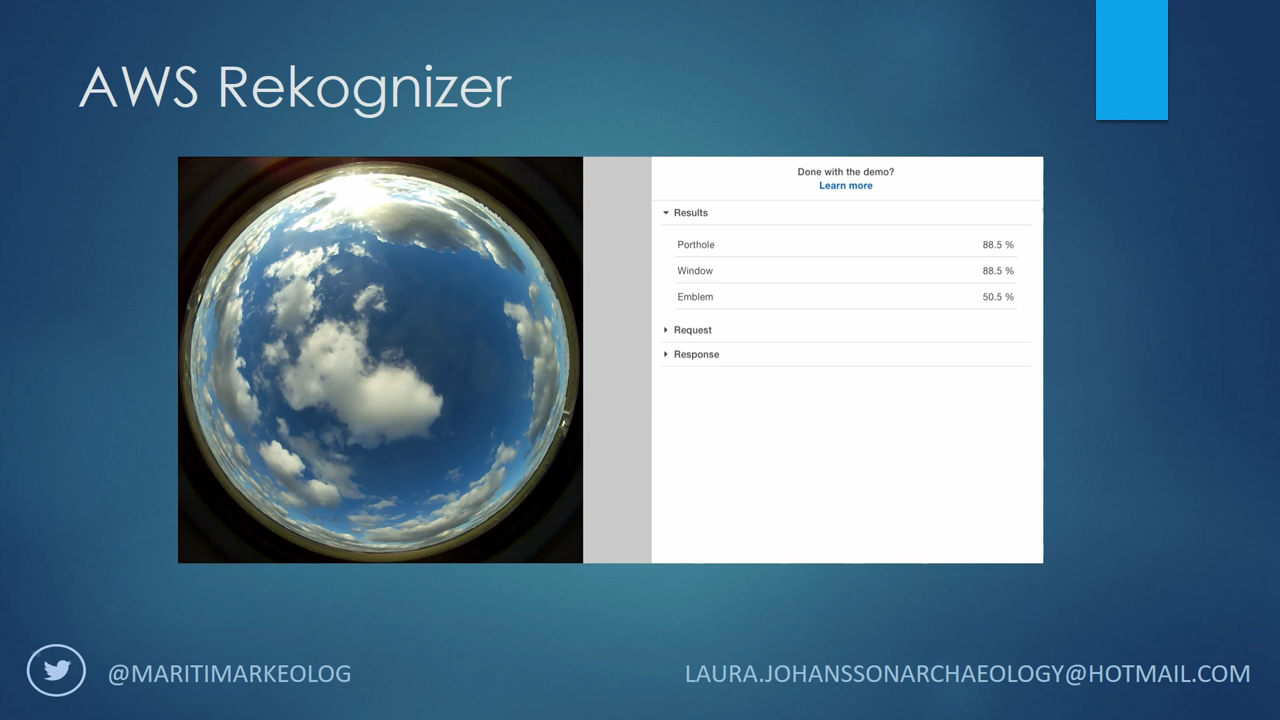 AWS Rekognizer
Done with the demo?
Learn more
Results
Porthole 88.5 %
Window 88.5 %
Emblem 50.5 %
Request
Response
@MARITIMARKEOLOG
LAURA.JOHANSSONARCHAEOLOGY@HOTMAIL.COM